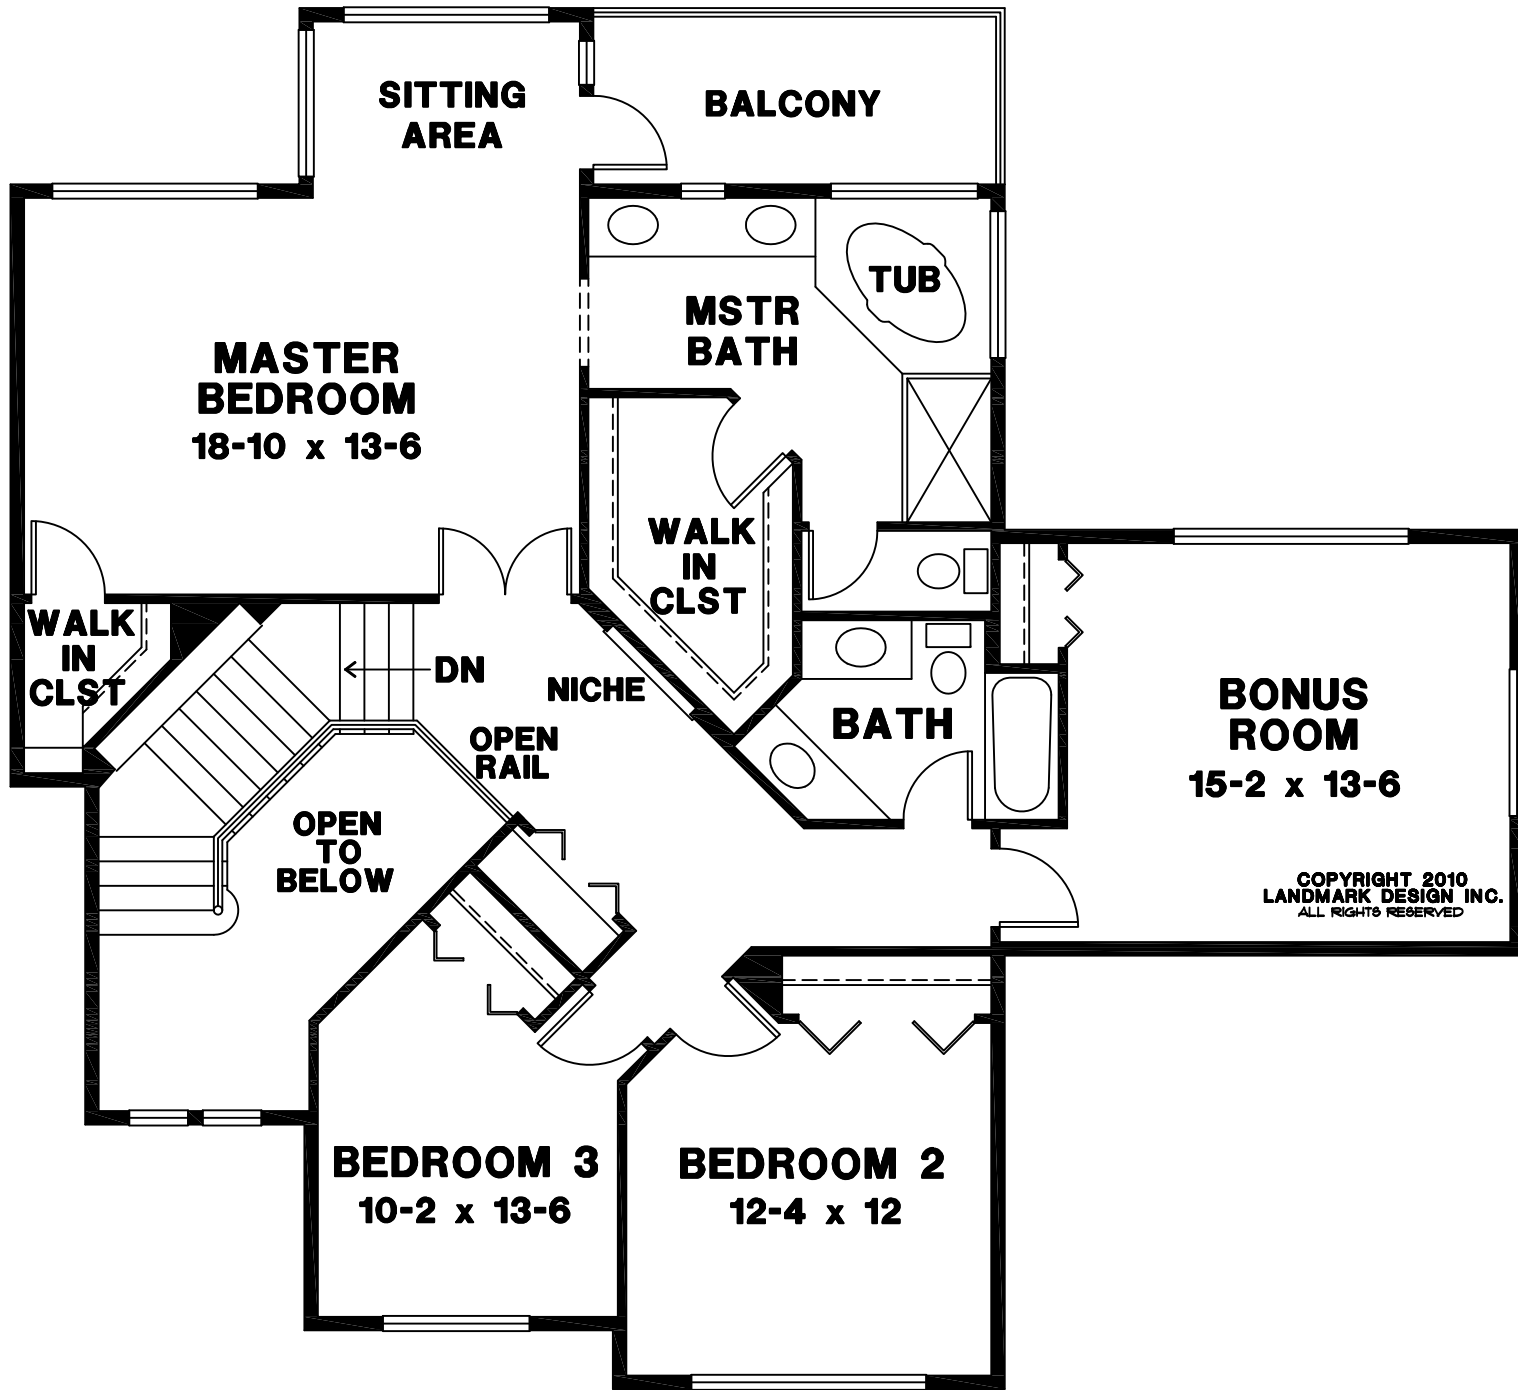 SITTING
AREA
BALCONY
TUB
MSTR
BATH
MASTER
BEDROOM
18-10 x 13-6
WALK
IN
CLST
WALK
IN
CLST
DN
NICHE
OPEN
RAIL
BATH
BONUS
ROOM
15-2 x 13-6
OPEN
TO
BELOW
COPYRIGHT 2010
LANDMARK DESIGN INC.
ALL RIGHTS RESERVED
BEDROOM 3
10-2 x 13-6
BEDROOM 2
12-4 x 12